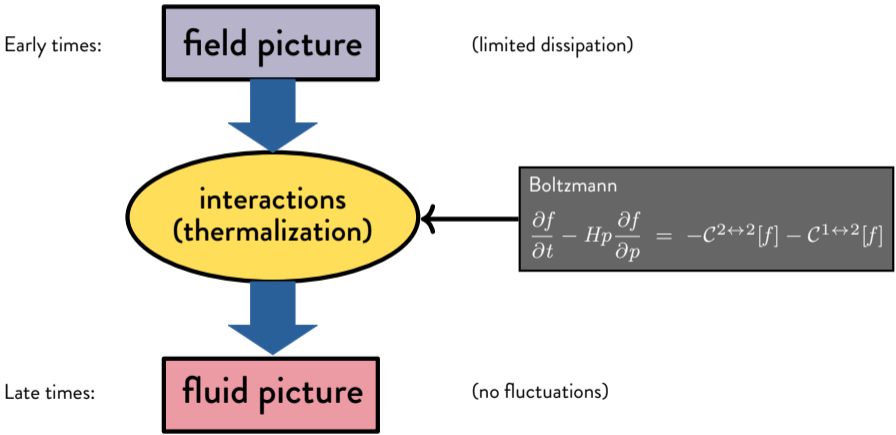 Early times:
field picture
(limited dissipation)
interactions
(thermalization)
Boltzmann
∂f/∂t − Hp ∂f/∂p = −𝒞^{2↔2}[f] − 𝒞^{1↔2}[f]
Late times:
fluid picture
(no fluctuations)